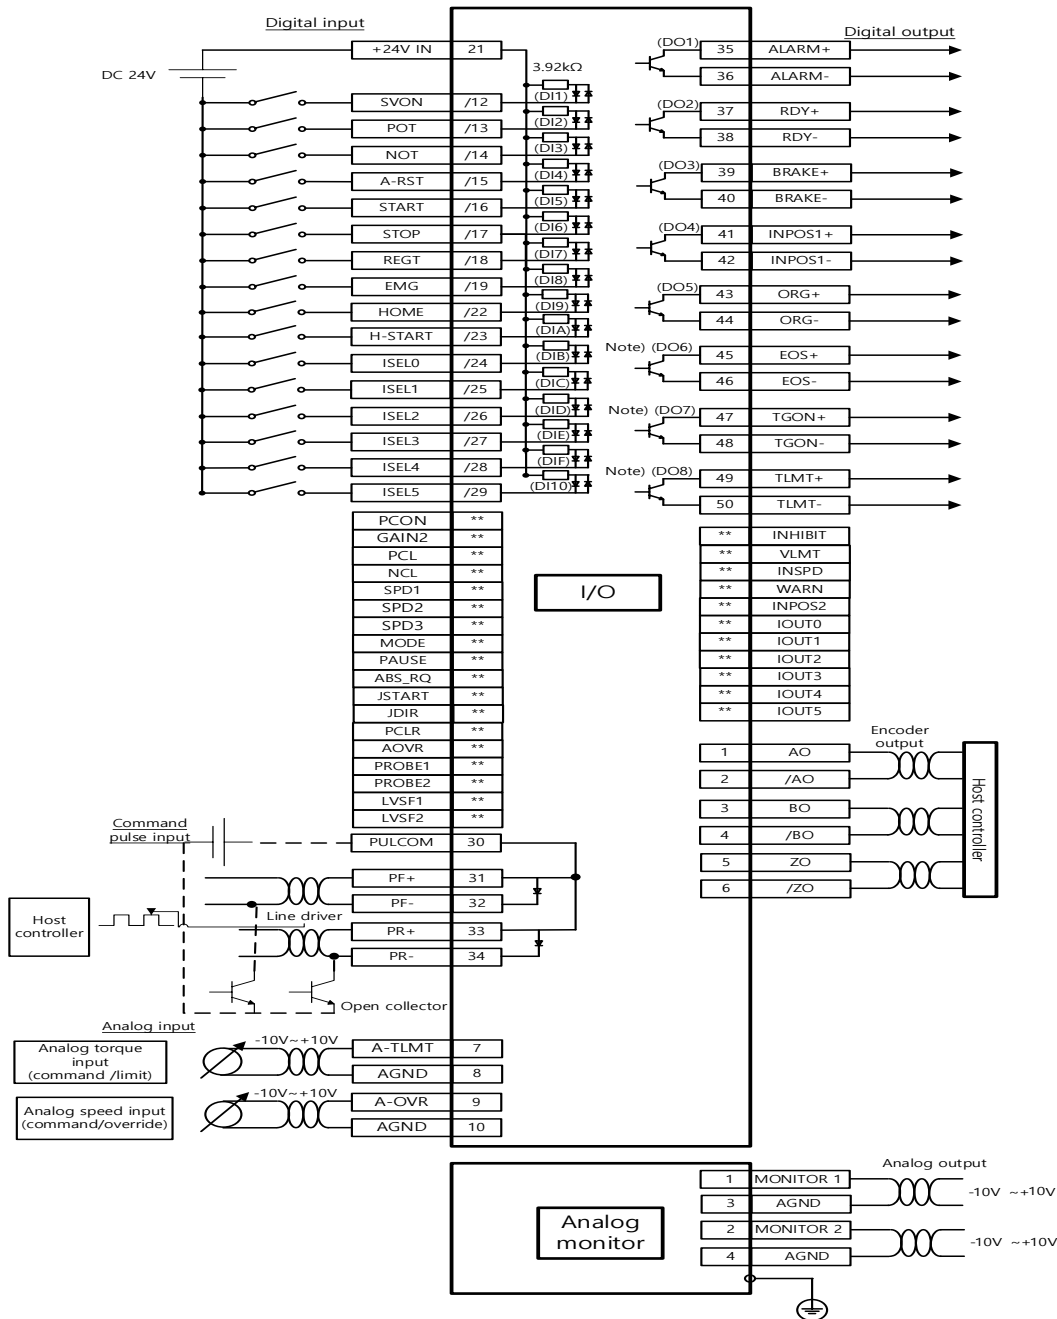 Digital input
Digital output
+24V IN 21
DC 24V
3.92kΩ
(DO1) 35 ALARM+
36 ALARM-
SVON /12 (DI1)
(DO2) 37 RDY+
POT /13 (DI2)
38 RDY-
NOT /14 (DI3)
(DO3) 39 BRAKE+
A-RST /15 (DI4)
40 BRAKE-
START /16 (DI5)
STOP /17 (DI6)
(DO4) 41 INPOS1+
REGT /18 (DI7)
42 INPOS1-
EMG /19 (DI8)
(DO5) 43 ORG+
HOME /22 (DI9)
44 ORG-
H-START /23 (DIA)
Note) (DO6) 45 EOS+
ISEL0 /24 (DIB)
46 EOS-
ISEL1 /25 (DIC)
Note) (DO7) 47 TGON+
ISEL2 /26 (DID)
48 TGON-
ISEL3 /27 (DIE)
ISEL4 /28 (DIF)
Note) (DO8) 49 TLMT+
ISEL5 /29 (DI10)
50 TLMT-
PCON **
GAIN2 **
PCL **
NCL **
SPD1 **
SPD2 **
SPD3 **
MODE **
PAUSE **
ABS_RQ **
JSTART **
JDIR **
PCLR **
AOVR **
PROBE1 **
PROBE2 **
LVSF1 **
LVSF2 **
I/O
** INHIBIT
** VLMT
** INSPD
** WARN
** INPOS2
** IOUT0
** IOUT1
** IOUT2
** IOUT3
** IOUT4
** IOUT5
Encoder
output
1 AO
2 /AO
3 BO
4 /BO
5 ZO
6 /ZO
Host controller
Command
pulse input
PULCOM 30
PF+ 31
PF- 32
Line driver
Host
controller
PR+ 33
PR- 34
Open collector
Analog input
Analog torque
input
(command /limit)
-10V~+10V
A-TLMT 7
AGND 8
Analog speed input
(command/override)
-10V~+10V
A-OVR 9
AGND 10
Analog output
Analog
monitor
1 MONITOR 1
3 AGND
-10V ~+10V
2 MONITOR 2
4 AGND
-10V ~+10V